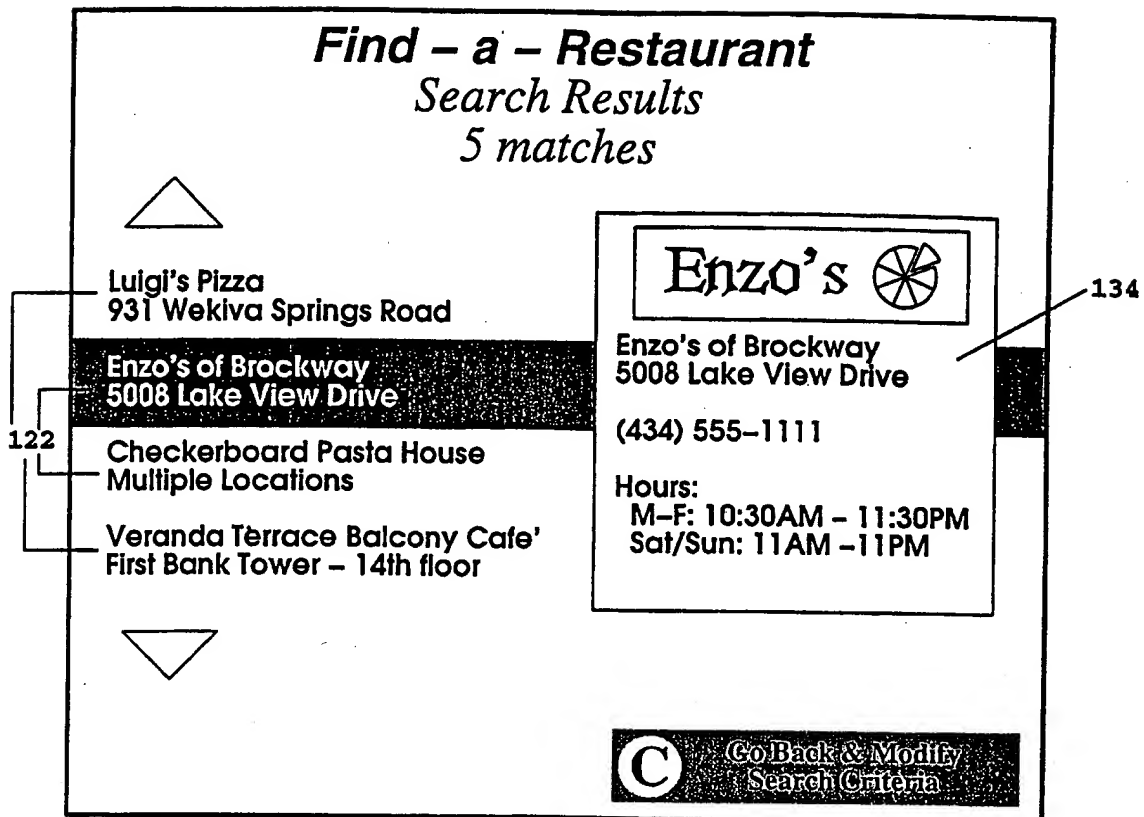 Find – a – Restaurant
Search Results
5 matches
Luigi's Pizza
931 Wekiva Springs Road
Enzo's of Brockway
5008 Lake View Drive
122
Checkerboard Pasta House
Multiple Locations
Veranda Terrace Balcony Cafe'
First Bank Tower – 14th floor
Enzo's
134
Enzo's of Brockway
5008 Lake View Drive
(434) 555–1111
Hours:
M–F: 10:30AM – 11:30PM
Sat/Sun: 11AM –11PM
C
Go Back & Modify
Search Criteria